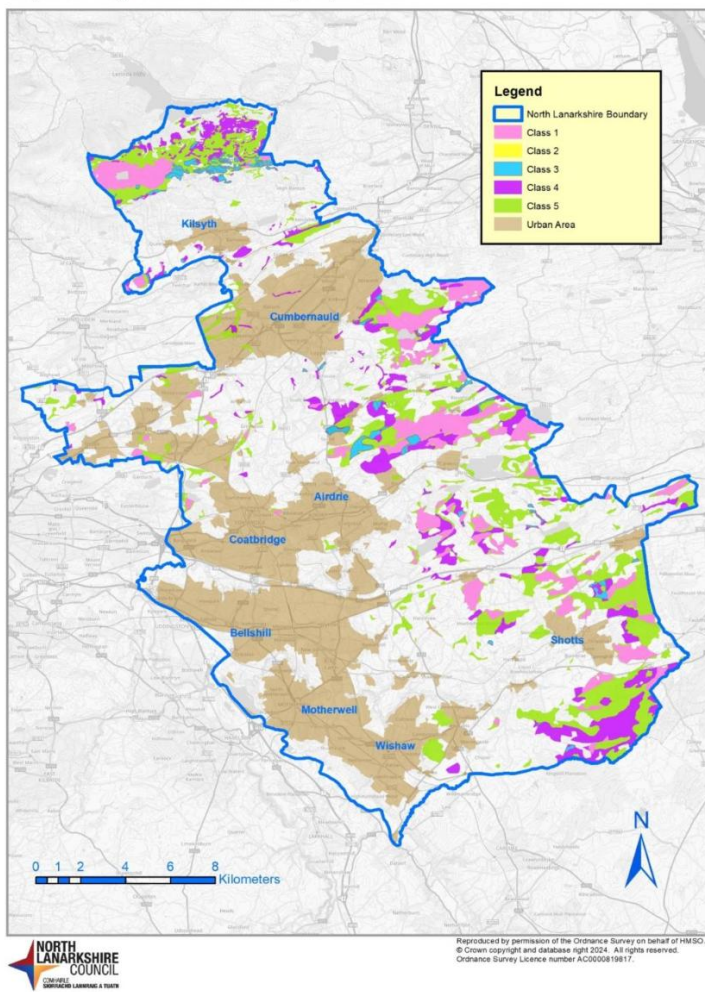 Legend
North Lanarkshire Boundary
Class 1
Class 2
Class 3
Class 4
Class 5
Urban Area
Kilsyth
Cumbernauld
Airdrie
Coatbridge
Bellshill
Shotts
Motherwell
Wishaw
N
0 1 2 4 6 8
Kilometers
NORTH
LANARKSHIRE
COUNCIL
COMHAIRLE
SIORRACHD LANNRAIG A TUATH
Reproduced by permission of the Ordnance Survey on behalf of HMSO.
© Crown copyright and database right 2024. All rights reserved.
Ordnance Survey Licence number AC0000819817.